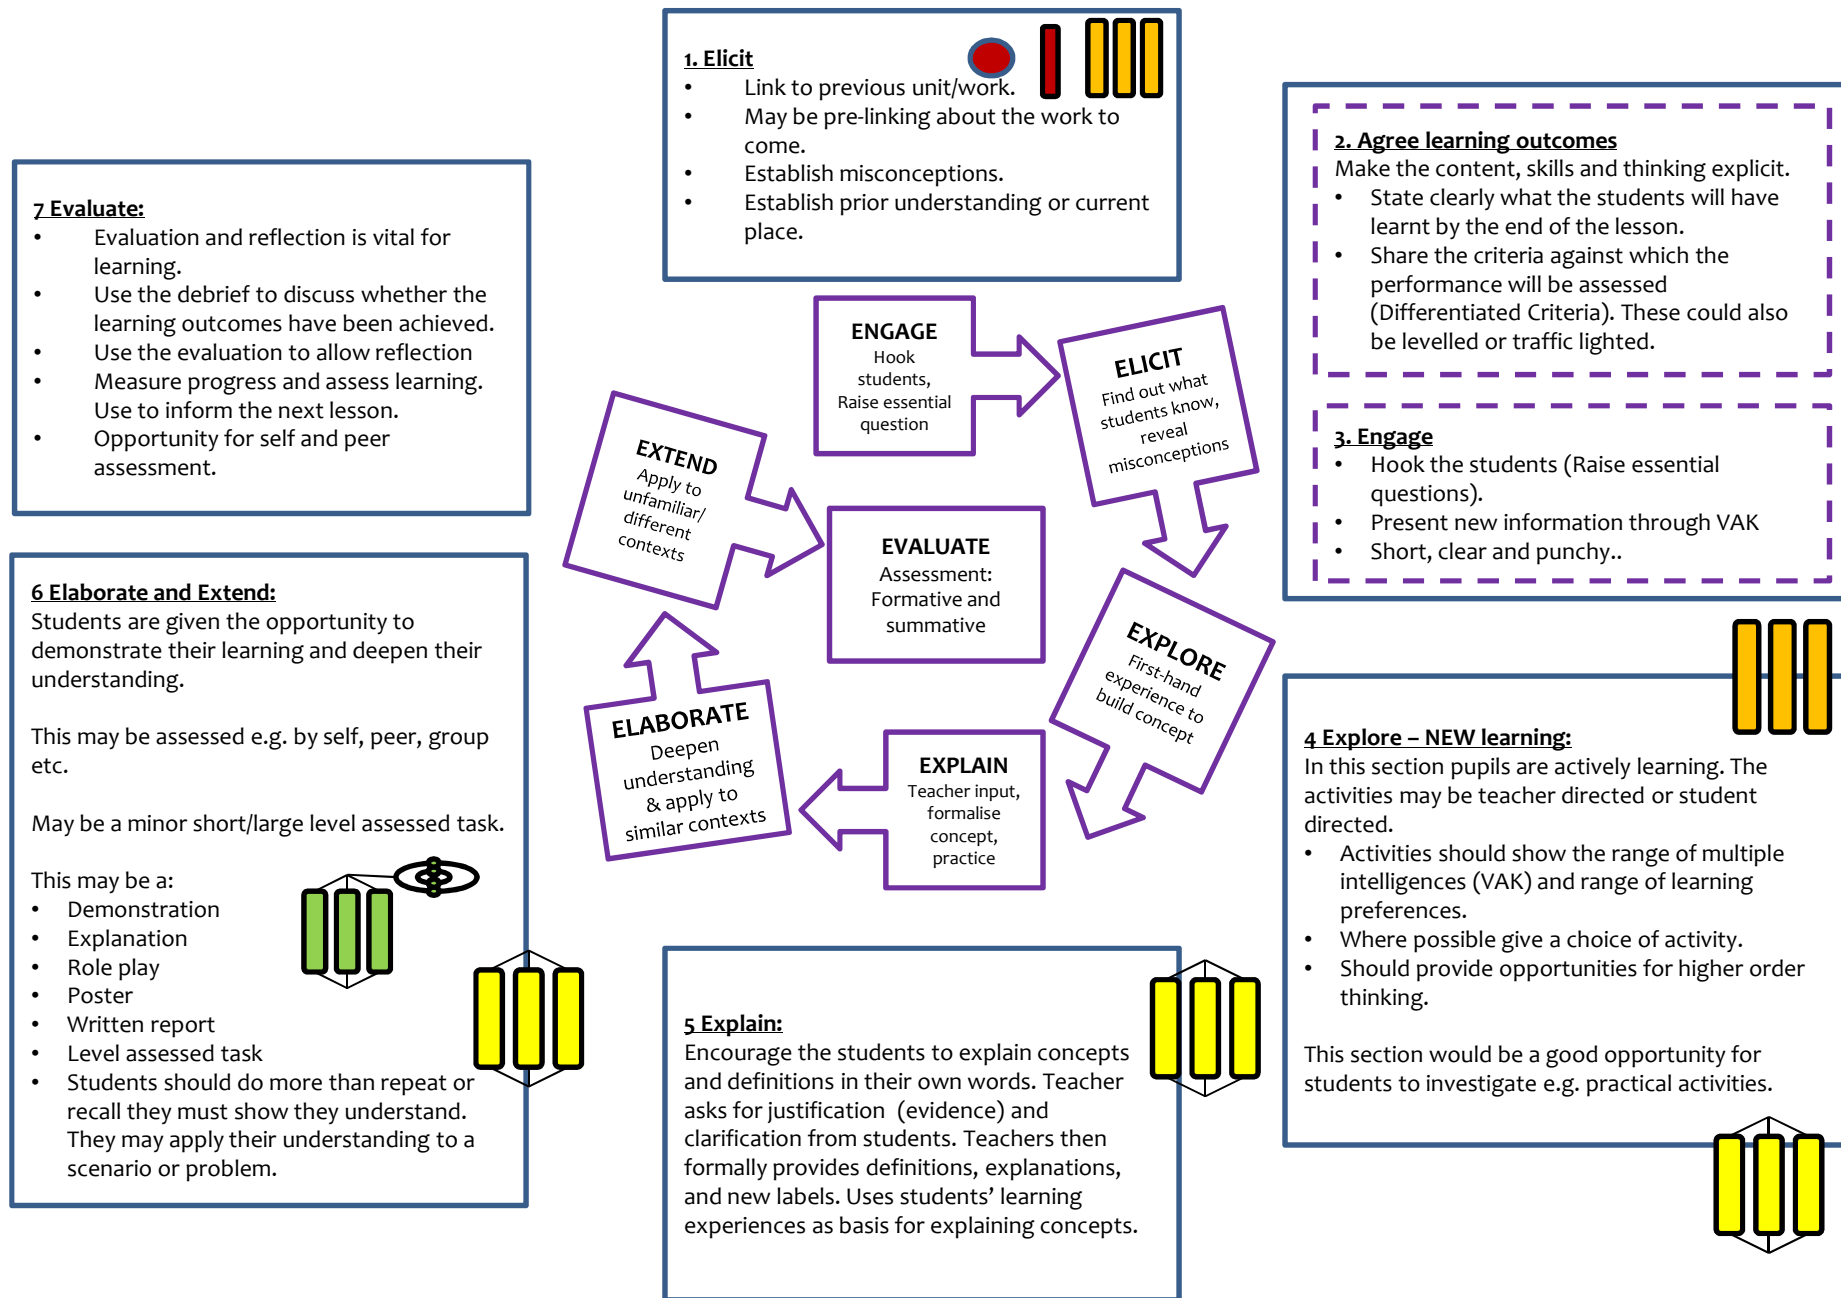 1. Elicit
• Link to previous unit/work.
• May be pre-linking about the work to
come.
• Establish misconceptions.
• Establish prior understanding or current
place.
2. Agree learning outcomes
Make the content, skills and thinking explicit.
• State clearly what the students will have
learnt by the end of the lesson.
• Share the criteria against which the
performance will be assessed
(Differentiated Criteria). These could also
be levelled or traffic lighted.
3. Engage
• Hook the students (Raise essential
questions).
• Present new information through VAK
• Short, clear and punchy..
7 Evaluate:
• Evaluation and reflection is vital for
learning.
• Use the debrief to discuss whether the
learning outcomes have been achieved.
• Use the evaluation to allow reflection
• Measure progress and assess learning.
Use to inform the next lesson.
• Opportunity for self and peer
assessment.
ENGAGE
Hook
students,
Raise essential
question
ELICIT
Find out what
students know,
reveal
misconceptions
EXPLORE
First-hand
experience to
build concept
EXPLAIN
Teacher input,
formalise
concept,
practice
ELABORATE
Deepen
understanding
& apply to
similar contexts
EXTEND
Apply to
unfamiliar/
different
contexts
EVALUATE
Assessment:
Formative and
summative
6 Elaborate and Extend:
Students are given the opportunity to
demonstrate their learning and deepen their
understanding.
This may be assessed e.g. by self, peer, group
etc.
May be a minor short/large level assessed task.
This may be a:
• Demonstration
• Explanation
• Role play
• Poster
• Written report
• Level assessed task
• Students should do more than repeat or
recall they must show they understand.
They may apply their understanding to a
scenario or problem.
5 Explain:
Encourage the students to explain concepts
and definitions in their own words. Teacher
asks for justification  (evidence) and
clarification from students. Teachers then
formally provides definitions, explanations,
and new labels. Uses students’ learning
experiences as basis for explaining concepts.
4 Explore – NEW learning:
In this section pupils are actively learning. The
activities may be teacher directed or student
directed.
• Activities should show the range of multiple
intelligences (VAK) and range of learning
preferences.
• Where possible give a choice of activity.
• Should provide opportunities for higher order
thinking.
This section would be a good opportunity for
students to investigate e.g. practical activities.